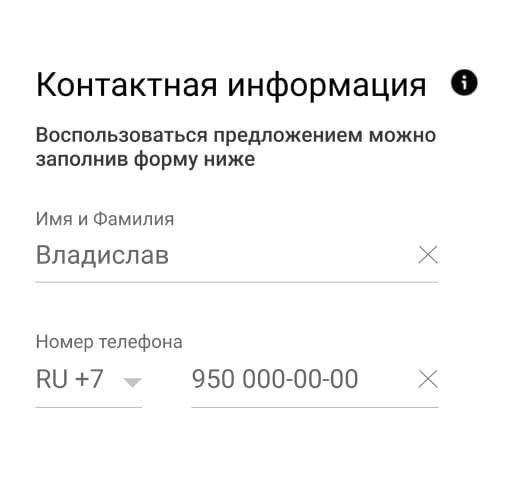 Контактная информация
Воспользоваться предложением можно
заполнив форму ниже
Имя и Фамилия
Владислав
Номер телефона
RU +7 950 000-00-00